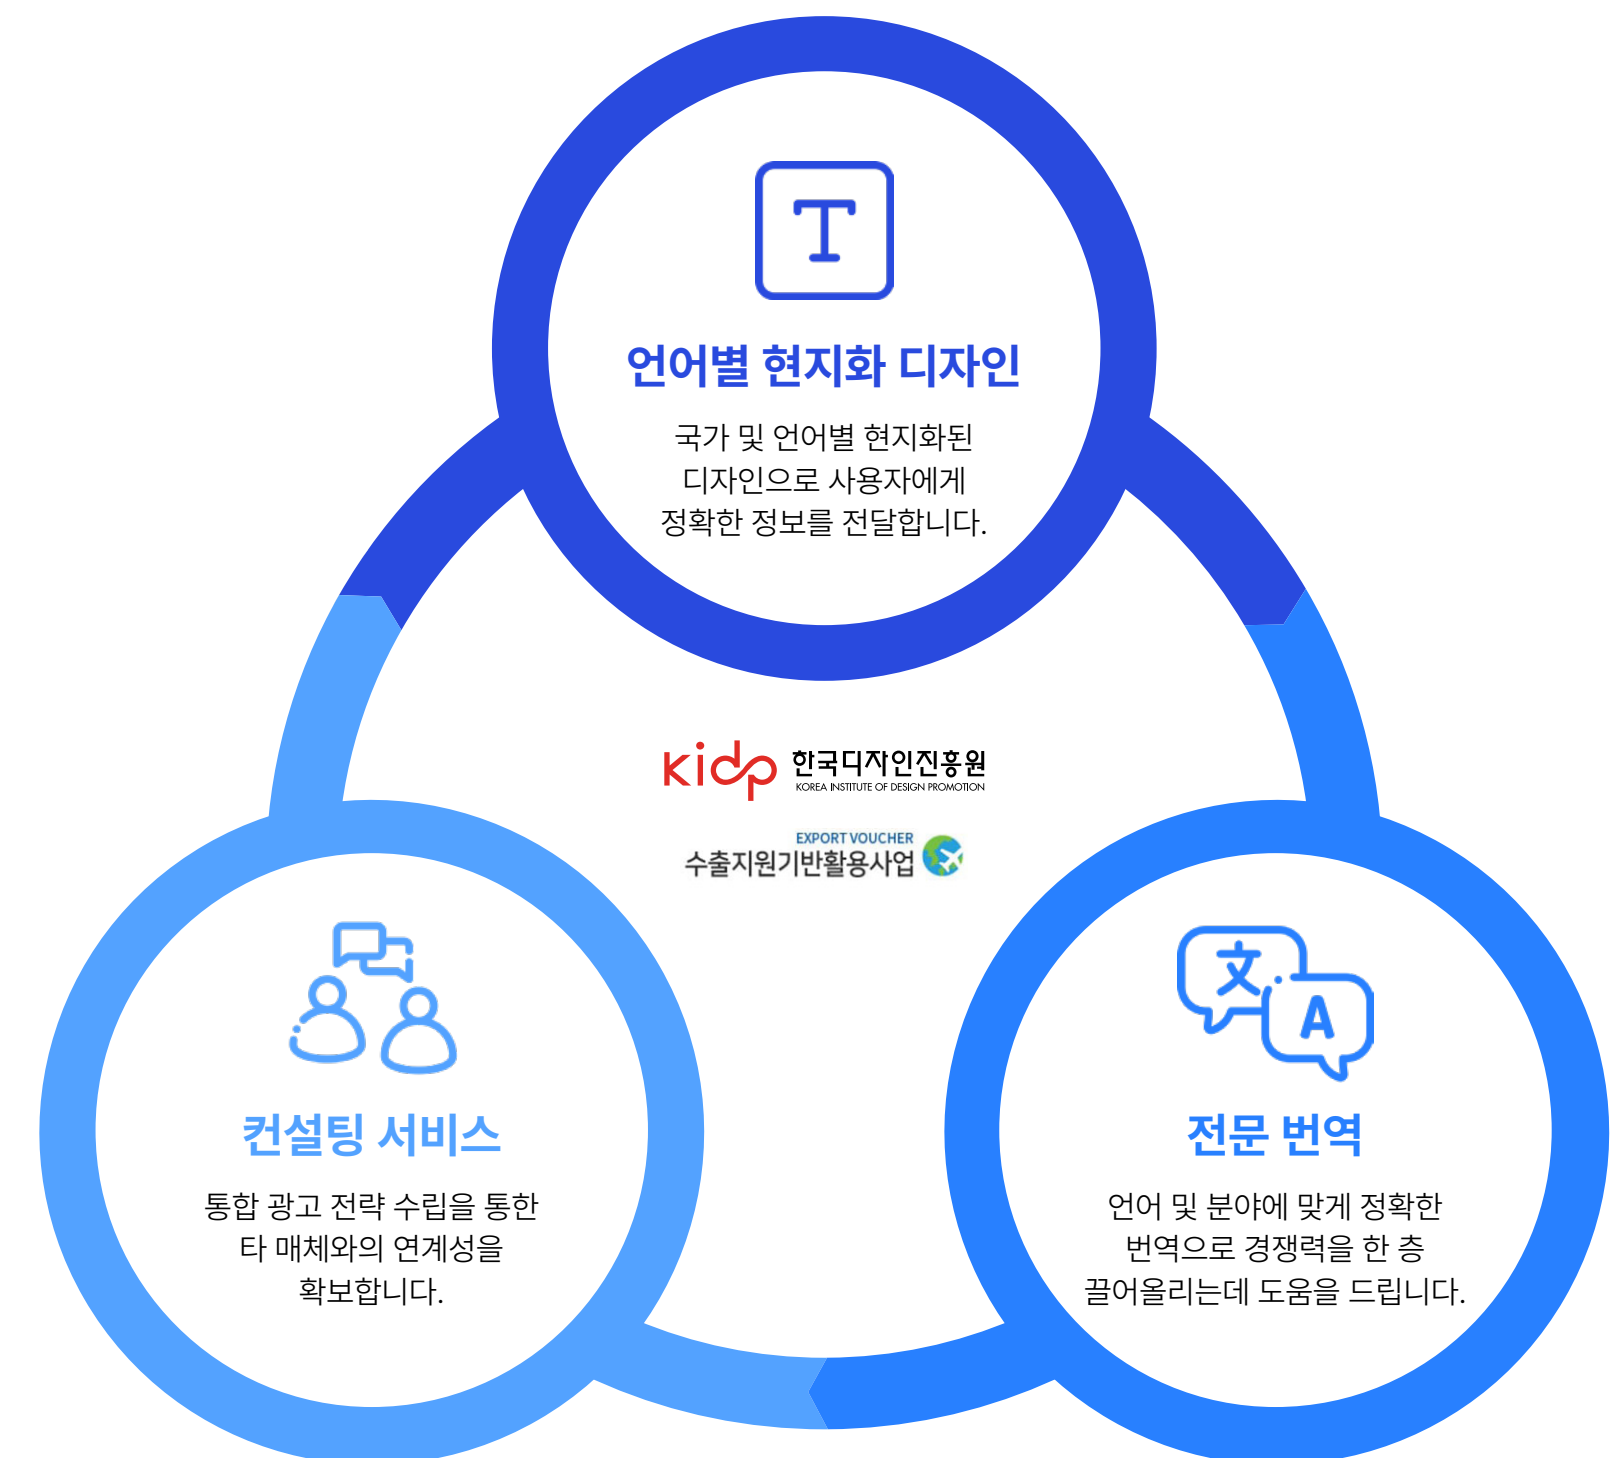 T
언어별 현지화 디자인
국가 및 언어별 현지화된
디자인으로 사용자에게
정확한 정보를 전달합니다.
kidp 한국디자인진흥원
KOREA INSTITUTE OF DESIGN PROMOTION
EXPORT VOUCHER
수출지원기반활용사업
컨설팅 서비스
통합 광고 전략 수립을 통한
타 매체와의 연계성을
확보합니다.
文 A
전문 번역
언어 및 분야에 맞게 정확한
번역으로 경쟁력을 한 층
끌어올리는데 도움을 드립니다.